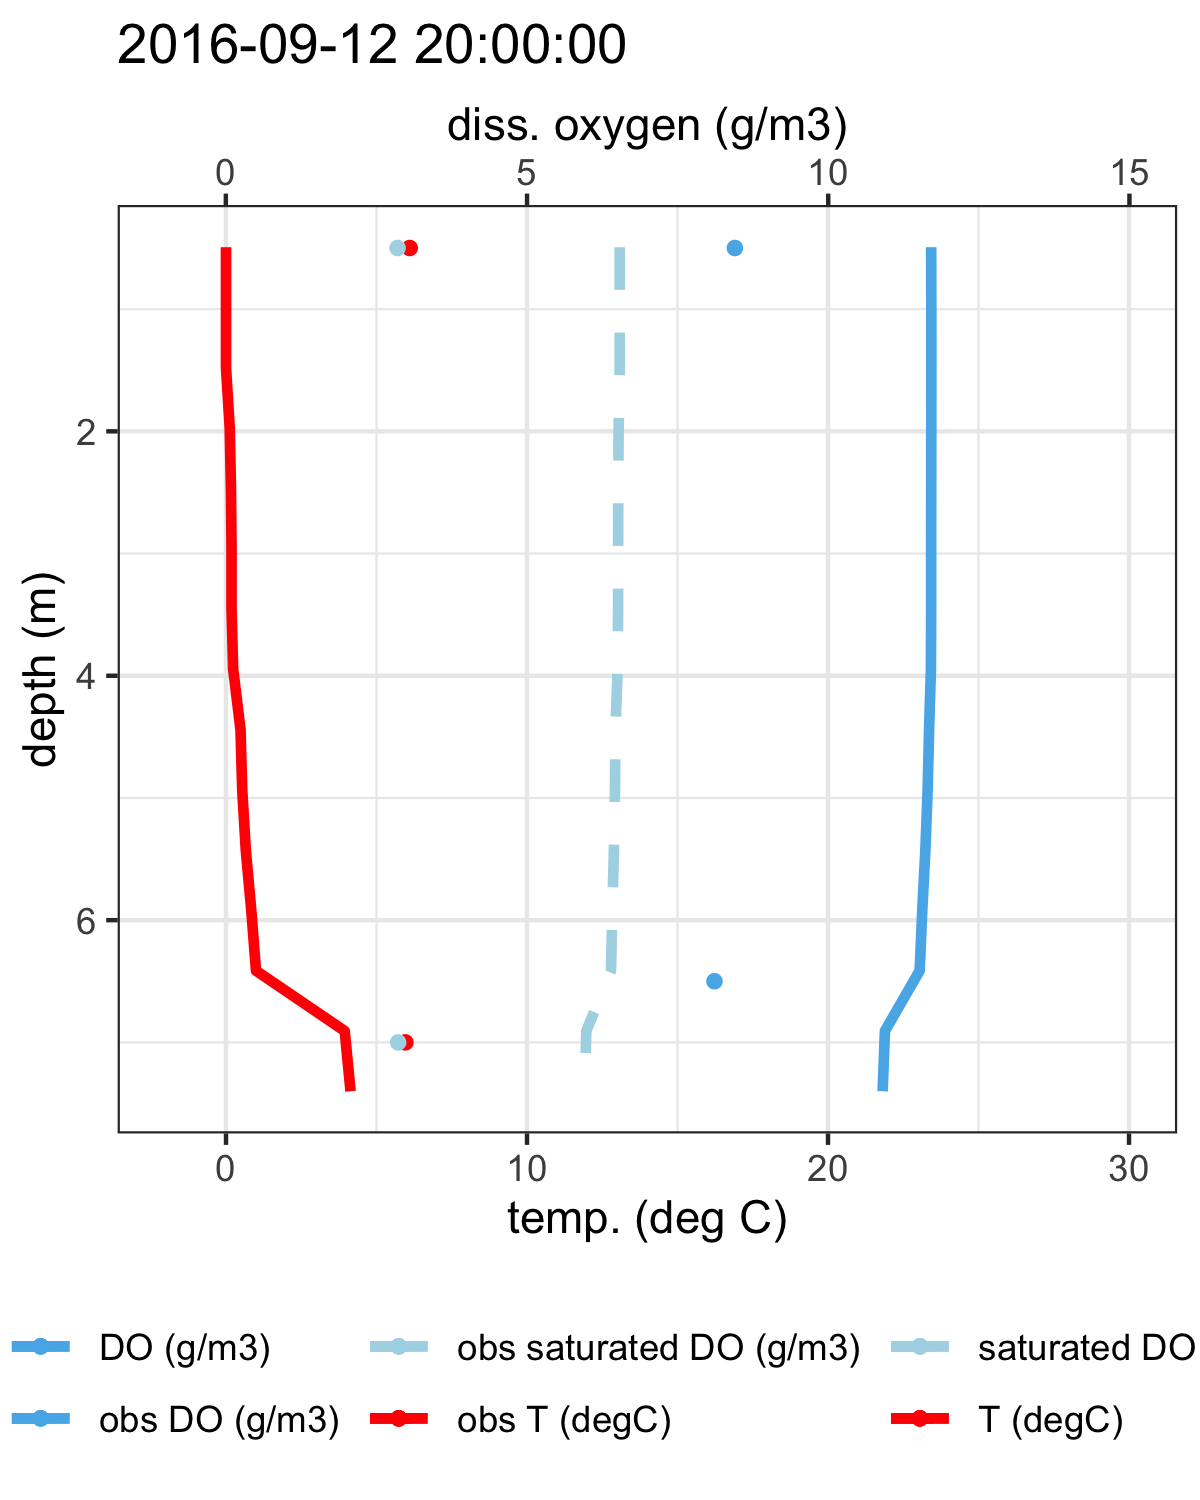 2016-09-12 20:00:00
diss. oxygen (g/m3)
0 5 10 15
2
4
6
depth (m)
0 10 20 30
temp. (deg C)
DO (g/m3) obs saturated DO (g/m3) saturated DO
obs DO (g/m3) obs T (degC) T (degC)